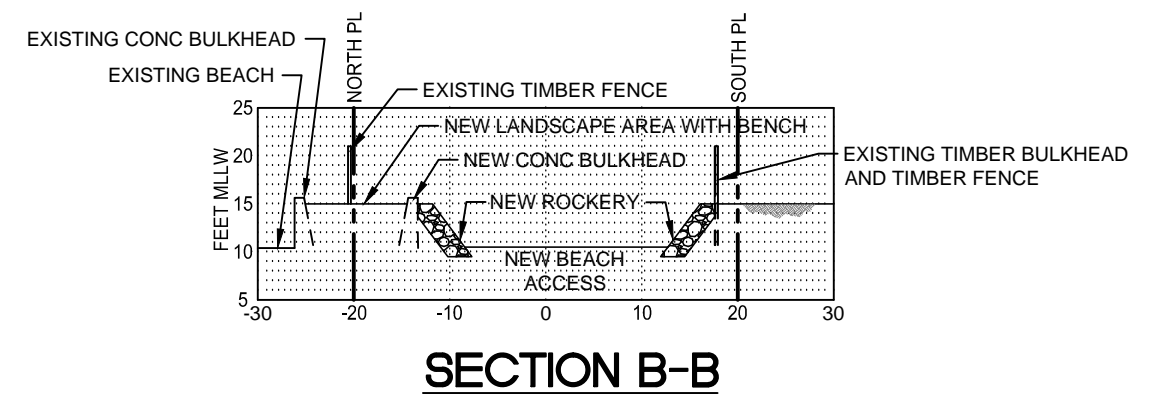 EXISTING CONC BULKHEAD
EXISTING BEACH
NORTH PL
EXISTING TIMBER FENCE
NEW LANDSCAPE AREA WITH BENCH
NEW CONC BULKHEAD
NEW ROCKERY
NEW BEACH
ACCESS
SOUTH PL
EXISTING TIMBER BULKHEAD
AND TIMBER FENCE
FEET MLLW
25
20
15
10
5
-30 -20 -10 0 10 20 30
SECTION B-B